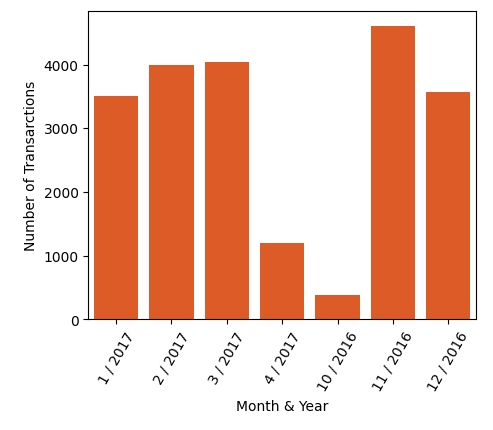 Number of Transarctions
4000
3000
2000
1000
0
1 / 2017
2 / 2017
3 / 2017
4 / 2017
10 / 2016
11 / 2016
12 / 2016
Month & Year